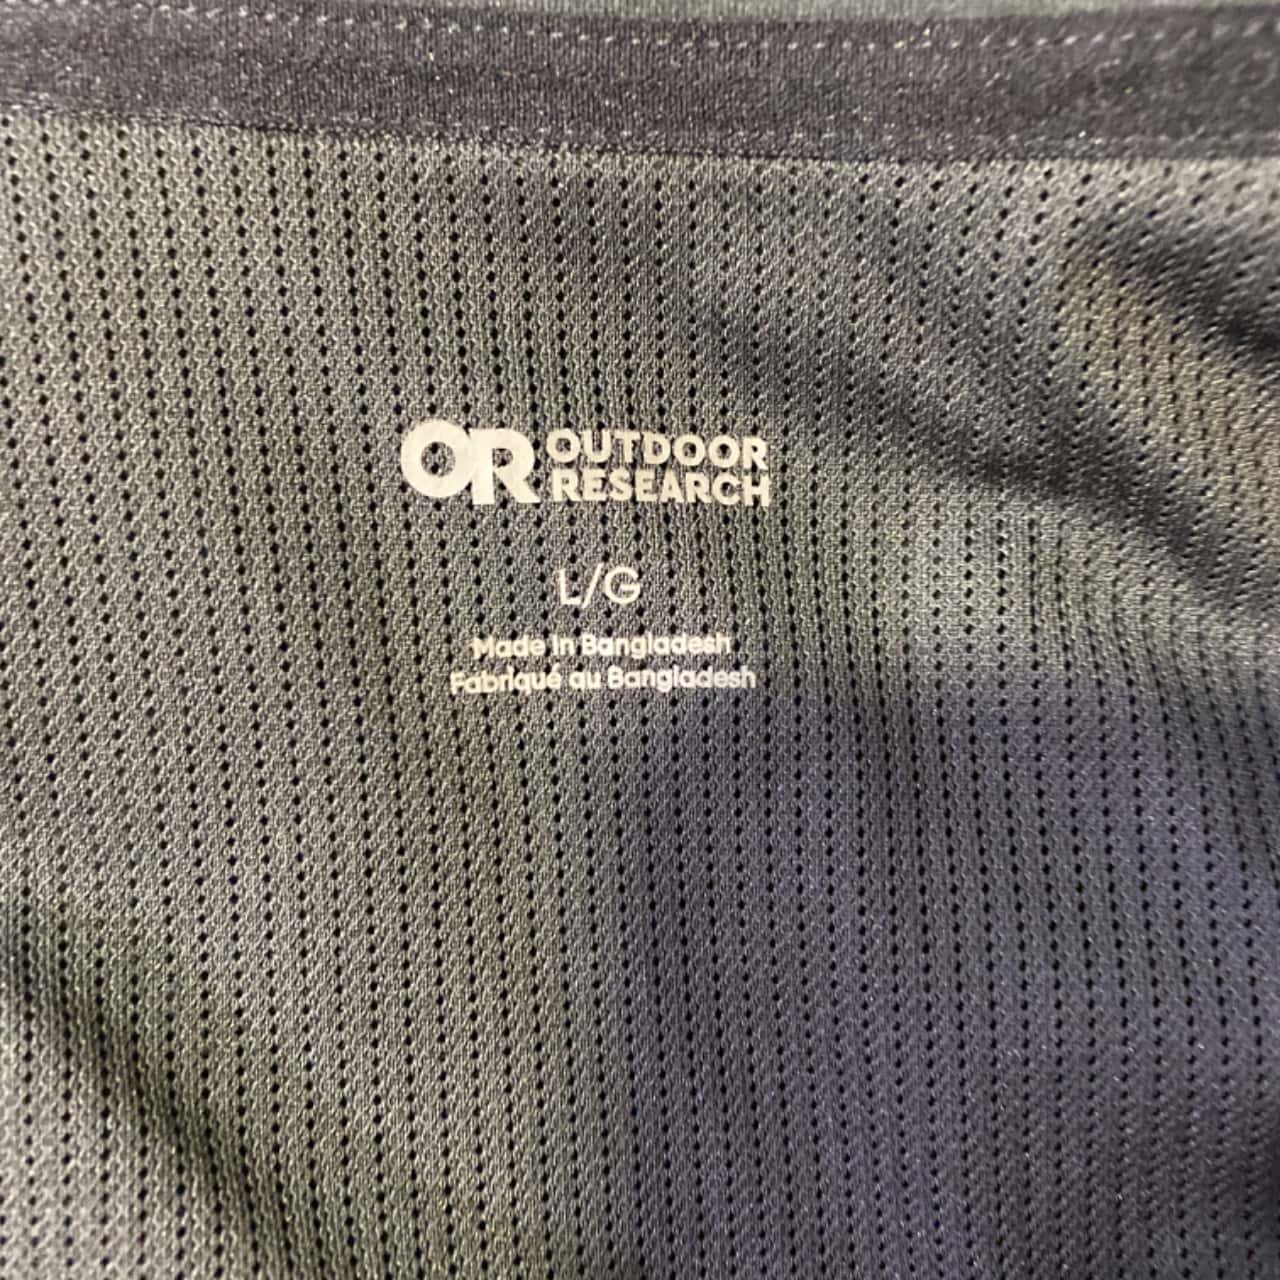 OR OUTDOOR
RESEARCH
L/G
Made in Bangladesh
Fabriqué au Bangladesh